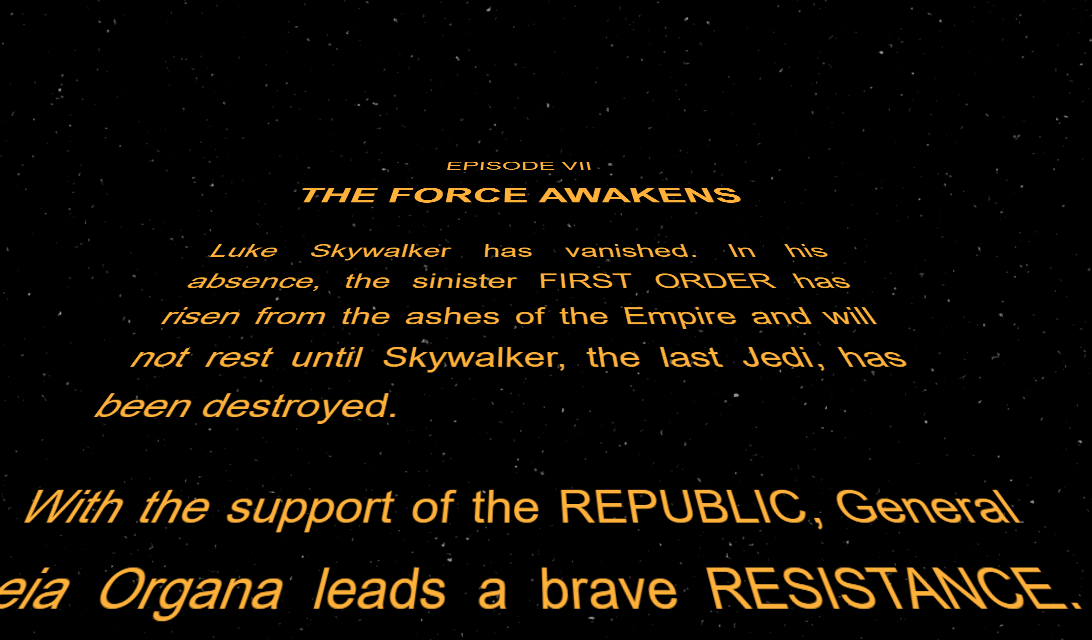 EPISODE VII
THE FORCE AWAKENS
Luke Skywalker has vanished. In his
absence, the sinister FIRST ORDER has
risen from the ashes of the Empire and will
not rest until Skywalker, the last Jedi, has
been destroyed.
With the support of the REPUBLIC, General
eia Organa leads a brave RESISTANCE.